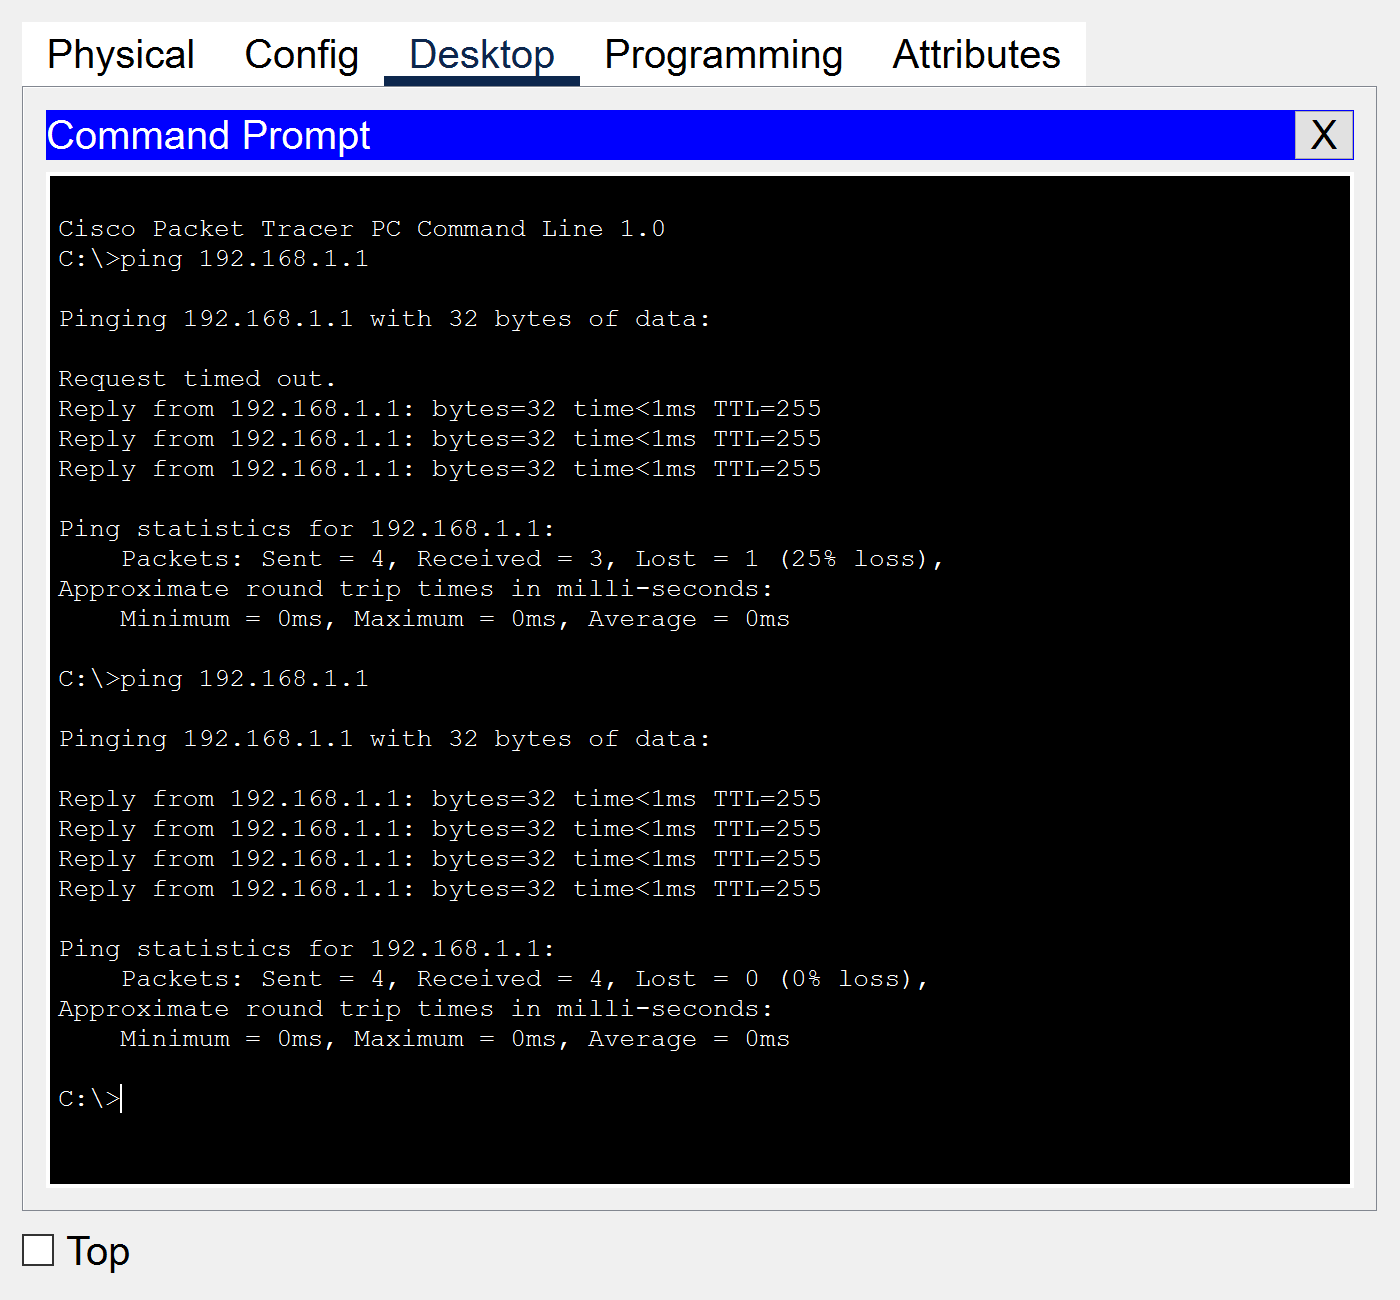 Physical Config Desktop Programming Attributes
Command Prompt X
Cisco Packet Tracer PC Command Line 1.0
C:\>ping 192.168.1.1
Pinging 192.168.1.1 with 32 bytes of data:
Request timed out.
Reply from 192.168.1.1: bytes=32 time<1ms TTL=255
Reply from 192.168.1.1: bytes=32 time<1ms TTL=255
Reply from 192.168.1.1: bytes=32 time<1ms TTL=255
Ping statistics for 192.168.1.1:
Packets: Sent = 4, Received = 3, Lost = 1 (25% loss),
Approximate round trip times in milli-seconds:
Minimum = 0ms, Maximum = 0ms, Average = 0ms
C:\>ping 192.168.1.1
Pinging 192.168.1.1 with 32 bytes of data:
Reply from 192.168.1.1: bytes=32 time<1ms TTL=255
Reply from 192.168.1.1: bytes=32 time<1ms TTL=255
Reply from 192.168.1.1: bytes=32 time<1ms TTL=255
Reply from 192.168.1.1: bytes=32 time<1ms TTL=255
Ping statistics for 192.168.1.1:
Packets: Sent = 4, Received = 4, Lost = 0 (0% loss),
Approximate round trip times in milli-seconds:
Minimum = 0ms, Maximum = 0ms, Average = 0ms
C:\>
Top